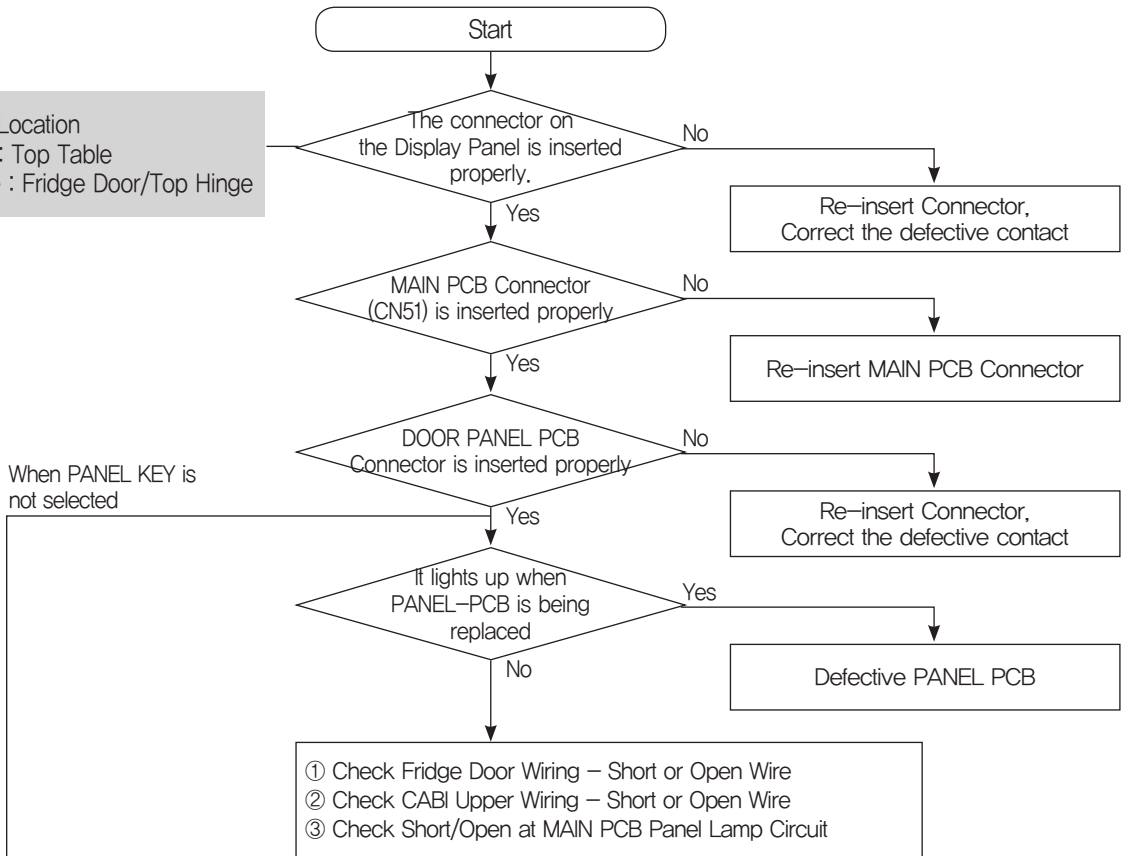 Start
Location
: Top Table
: Fridge Door/Top Hinge
The connector on
the Display Panel is inserted
properly.
No
Re-insert Connector,
Correct the defective contact
Yes
MAIN PCB Connector
(CN51) is inserted properly
No
Re-insert MAIN PCB Connector
Yes
DOOR PANEL PCB
Connector is inserted properly
No
Re-insert Connector,
Correct the defective contact
When PANEL KEY is
not selected
Yes
It lights up when
PANEL-PCB is being
replaced
Yes
Defective PANEL PCB
No
① Check Fridge Door Wiring – Short or Open Wire
② Check CABI Upper Wiring – Short or Open Wire
③ Check Short/Open at MAIN PCB Panel Lamp Circuit